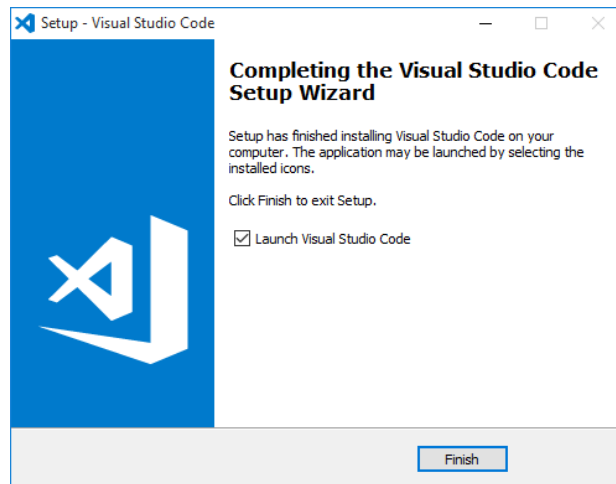 Setup - Visual Studio Code
Completing the Visual Studio Code
Setup Wizard
Setup has finished installing Visual Studio Code on your
computer. The application may be launched by selecting the
installed icons.
Click Finish to exit Setup.
Launch Visual Studio Code
Finish